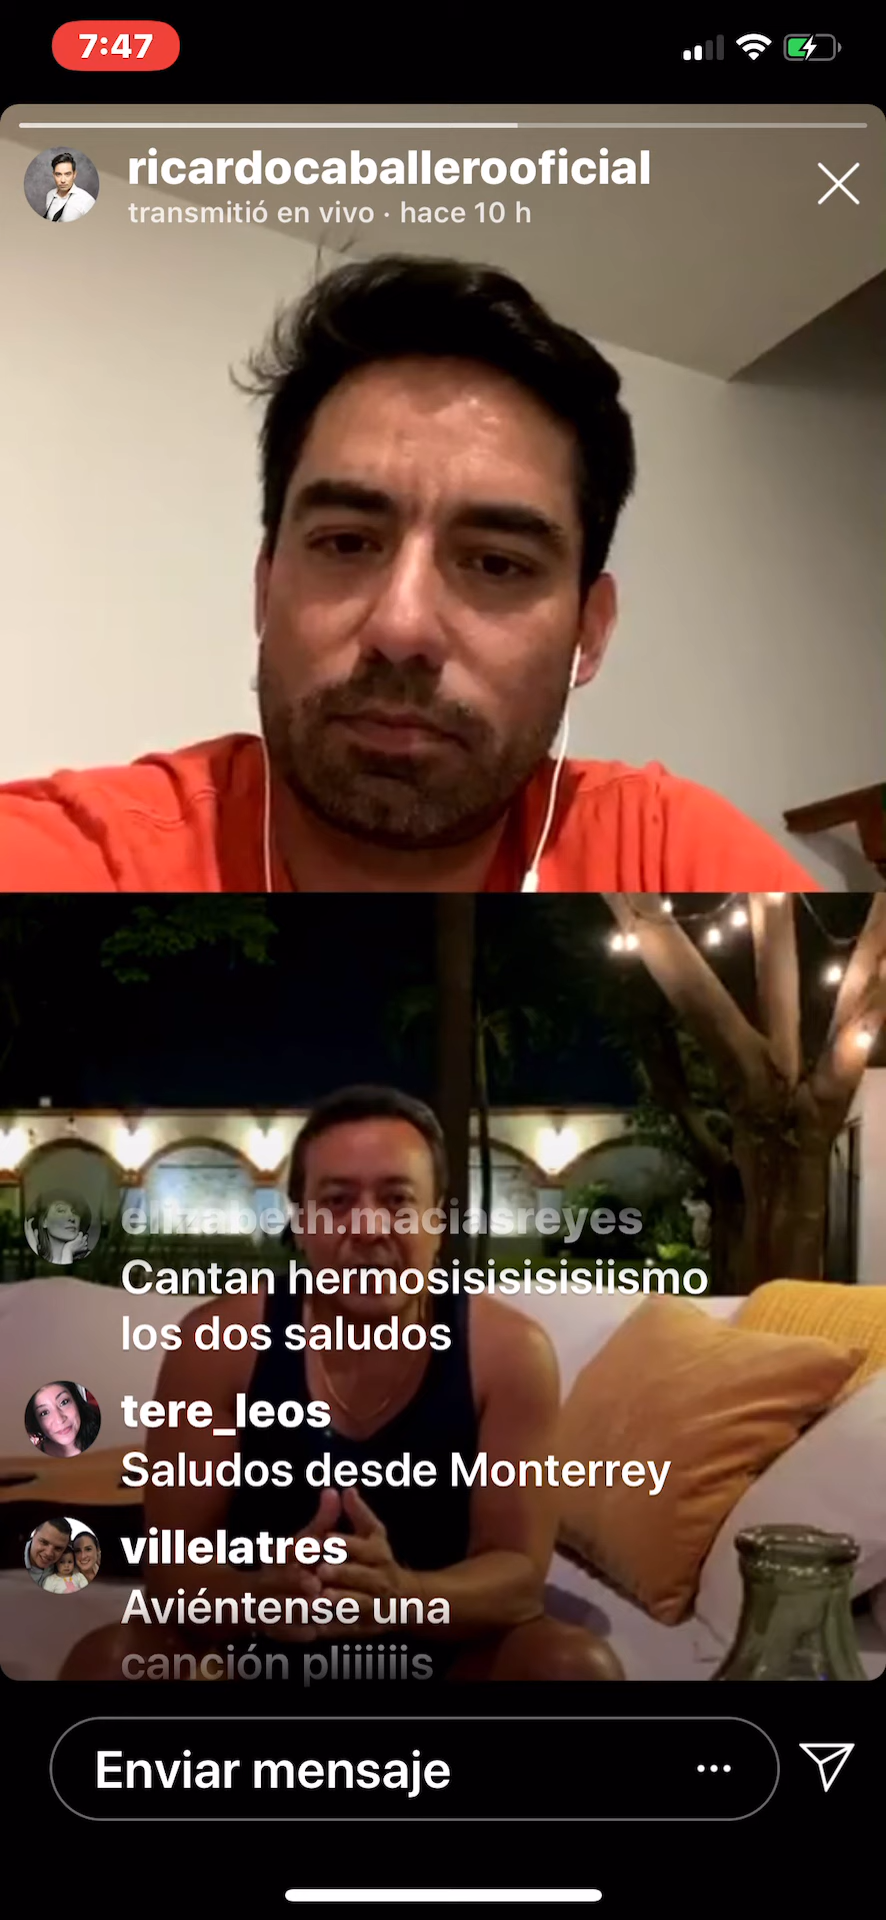 7:47
ricardocaballerooficial
transmitió en vivo · hace 10 h
elizabeth.maciasreyes
Cantan hermosisisisisiismo
los dos saludos
tere_leos
Saludos desde Monterrey
villelatres
Aviéntense una
canción pliiiiiis
Enviar mensaje